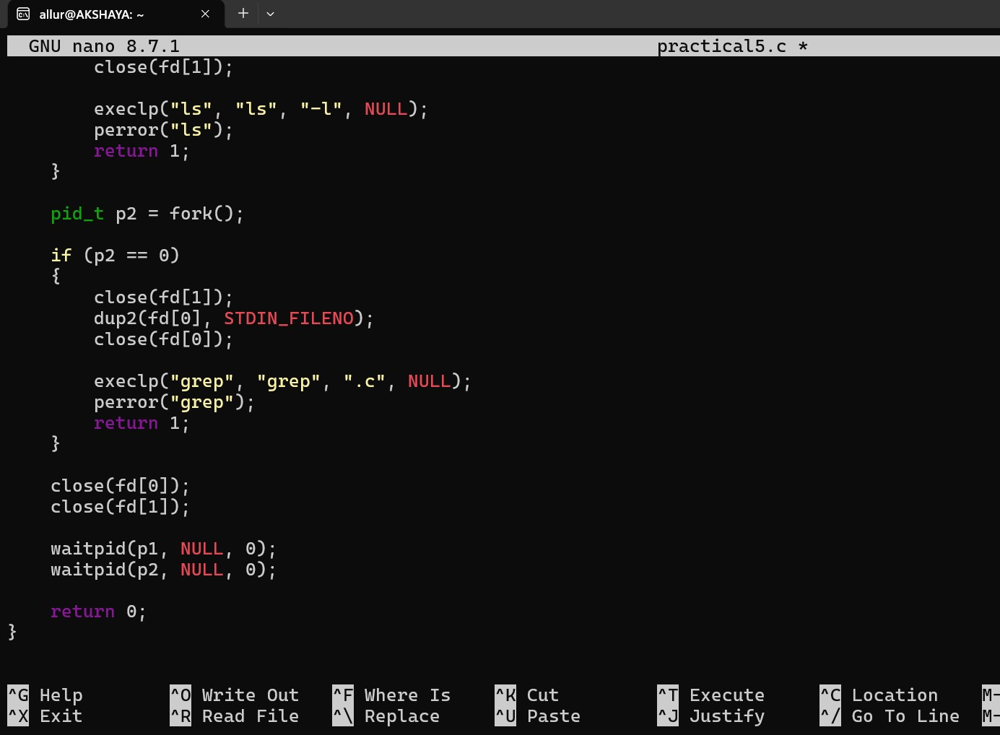 allur@AKSHAYA: ~
GNU nano 8.7.1 practical5.c *
close(fd[1]);
execlp("ls", "ls", "-l", NULL);
perror("ls");
return 1;
}
pid_t p2 = fork();
if (p2 == 0)
{
close(fd[1]);
dup2(fd[0], STDIN_FILENO);
close(fd[0]);
execlp("grep", "grep", ".c", NULL);
perror("grep");
return 1;
}
close(fd[0]);
close(fd[1]);
waitpid(p1, NULL, 0);
waitpid(p2, NULL, 0);
return 0;
}
^G Help ^O Write Out ^F Where Is ^K Cut ^T Execute ^C Location M-
^X Exit ^R Read File ^\ Replace ^U Paste ^J Justify ^/ Go To Line M-